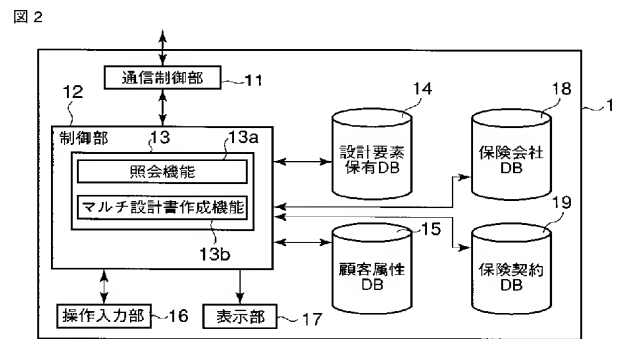 図2
1
通信制御部
11
12
制御部
13
13a
照会機能
マルチ設計書作成機能
13b
14
設計要素
保有DB
18
保険会社
DB
15
顧客属性
DB
19
保険契約
DB
操作入力部
16
表示部
17